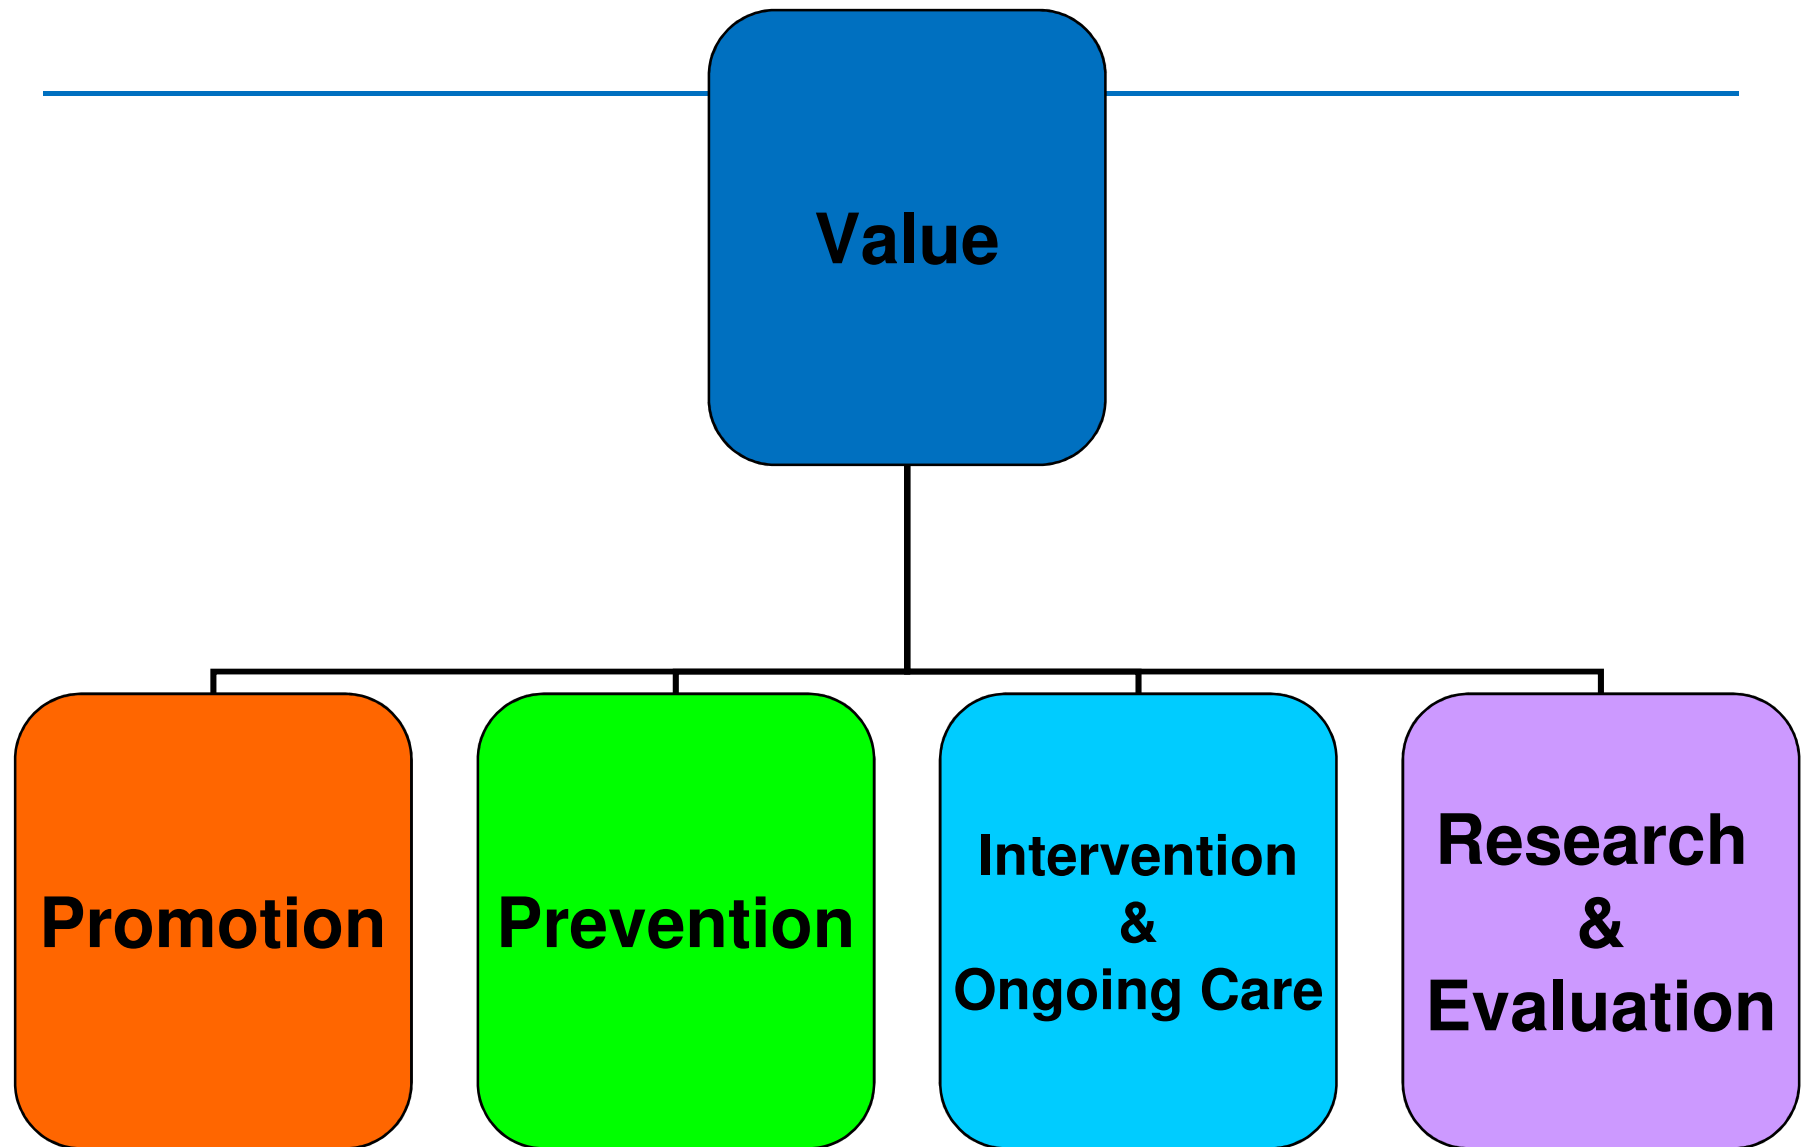 Value
Promotion
Prevention
Intervention
&
Ongoing Care
Research
&
Evaluation